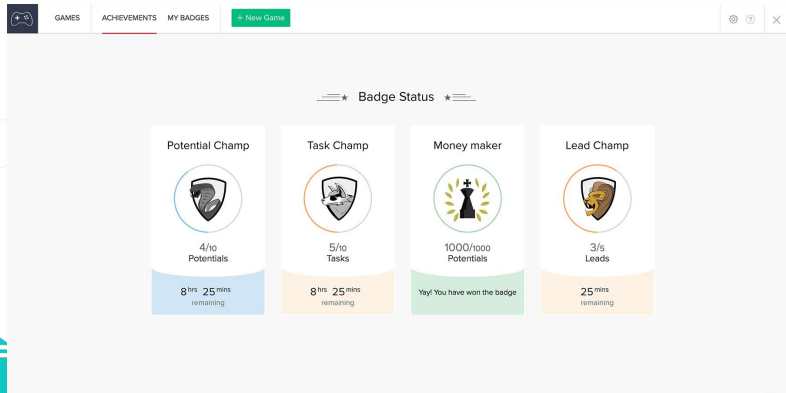 GAMES ACHIEVEMENTS MY BADGES + New Game ?
Badge Status
Potential Champ
4/10
Potentials
8 hrs 25 mins
remaining
Task Champ
5/10
Tasks
8 hrs 25 mins
remaining
Money maker
1000/1000
Potentials
Yay! You have won the badge
Lead Champ
3/5
Leads
25 mins
remaining